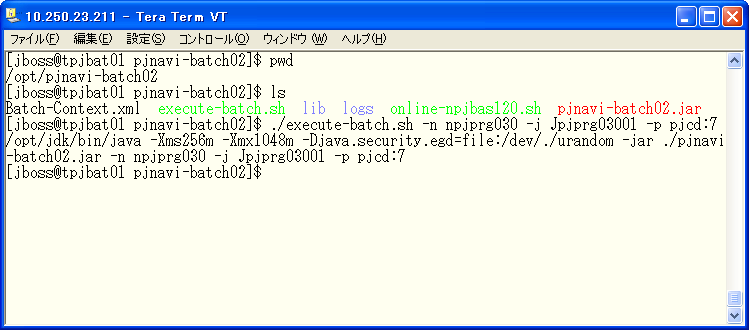 10.250.23.211 - Tera Term VT
ファイル(F) 編集(E) 設定(S) コントロール(O) ウィンドウ(W) ヘルプ(H)
[jboss@tpjbat01 pjnavi-batch02]$ pwd
/opt/pjnavi-batch02
[jboss@tpjbat01 pjnavi-batch02]$ ls
Batch-Context.xml execute-batch.sh lib logs online-npjbas120.sh pjnavi-batch02.jar
[jboss@tpjbat01 pjnavi-batch02]$ ./execute-batch.sh -n npjprg030 -j Jpjprg03001 -p pjcd:7
/opt/jdk/bin/java -Xms256m -Xmx1048m -Djava.security.egd=file:/dev/./urandom -jar ./pjnavi
-batch02.jar -n npjprg030 -j Jpjprg03001 -p pjcd:7
[jboss@tpjbat01 pjnavi-batch02]$